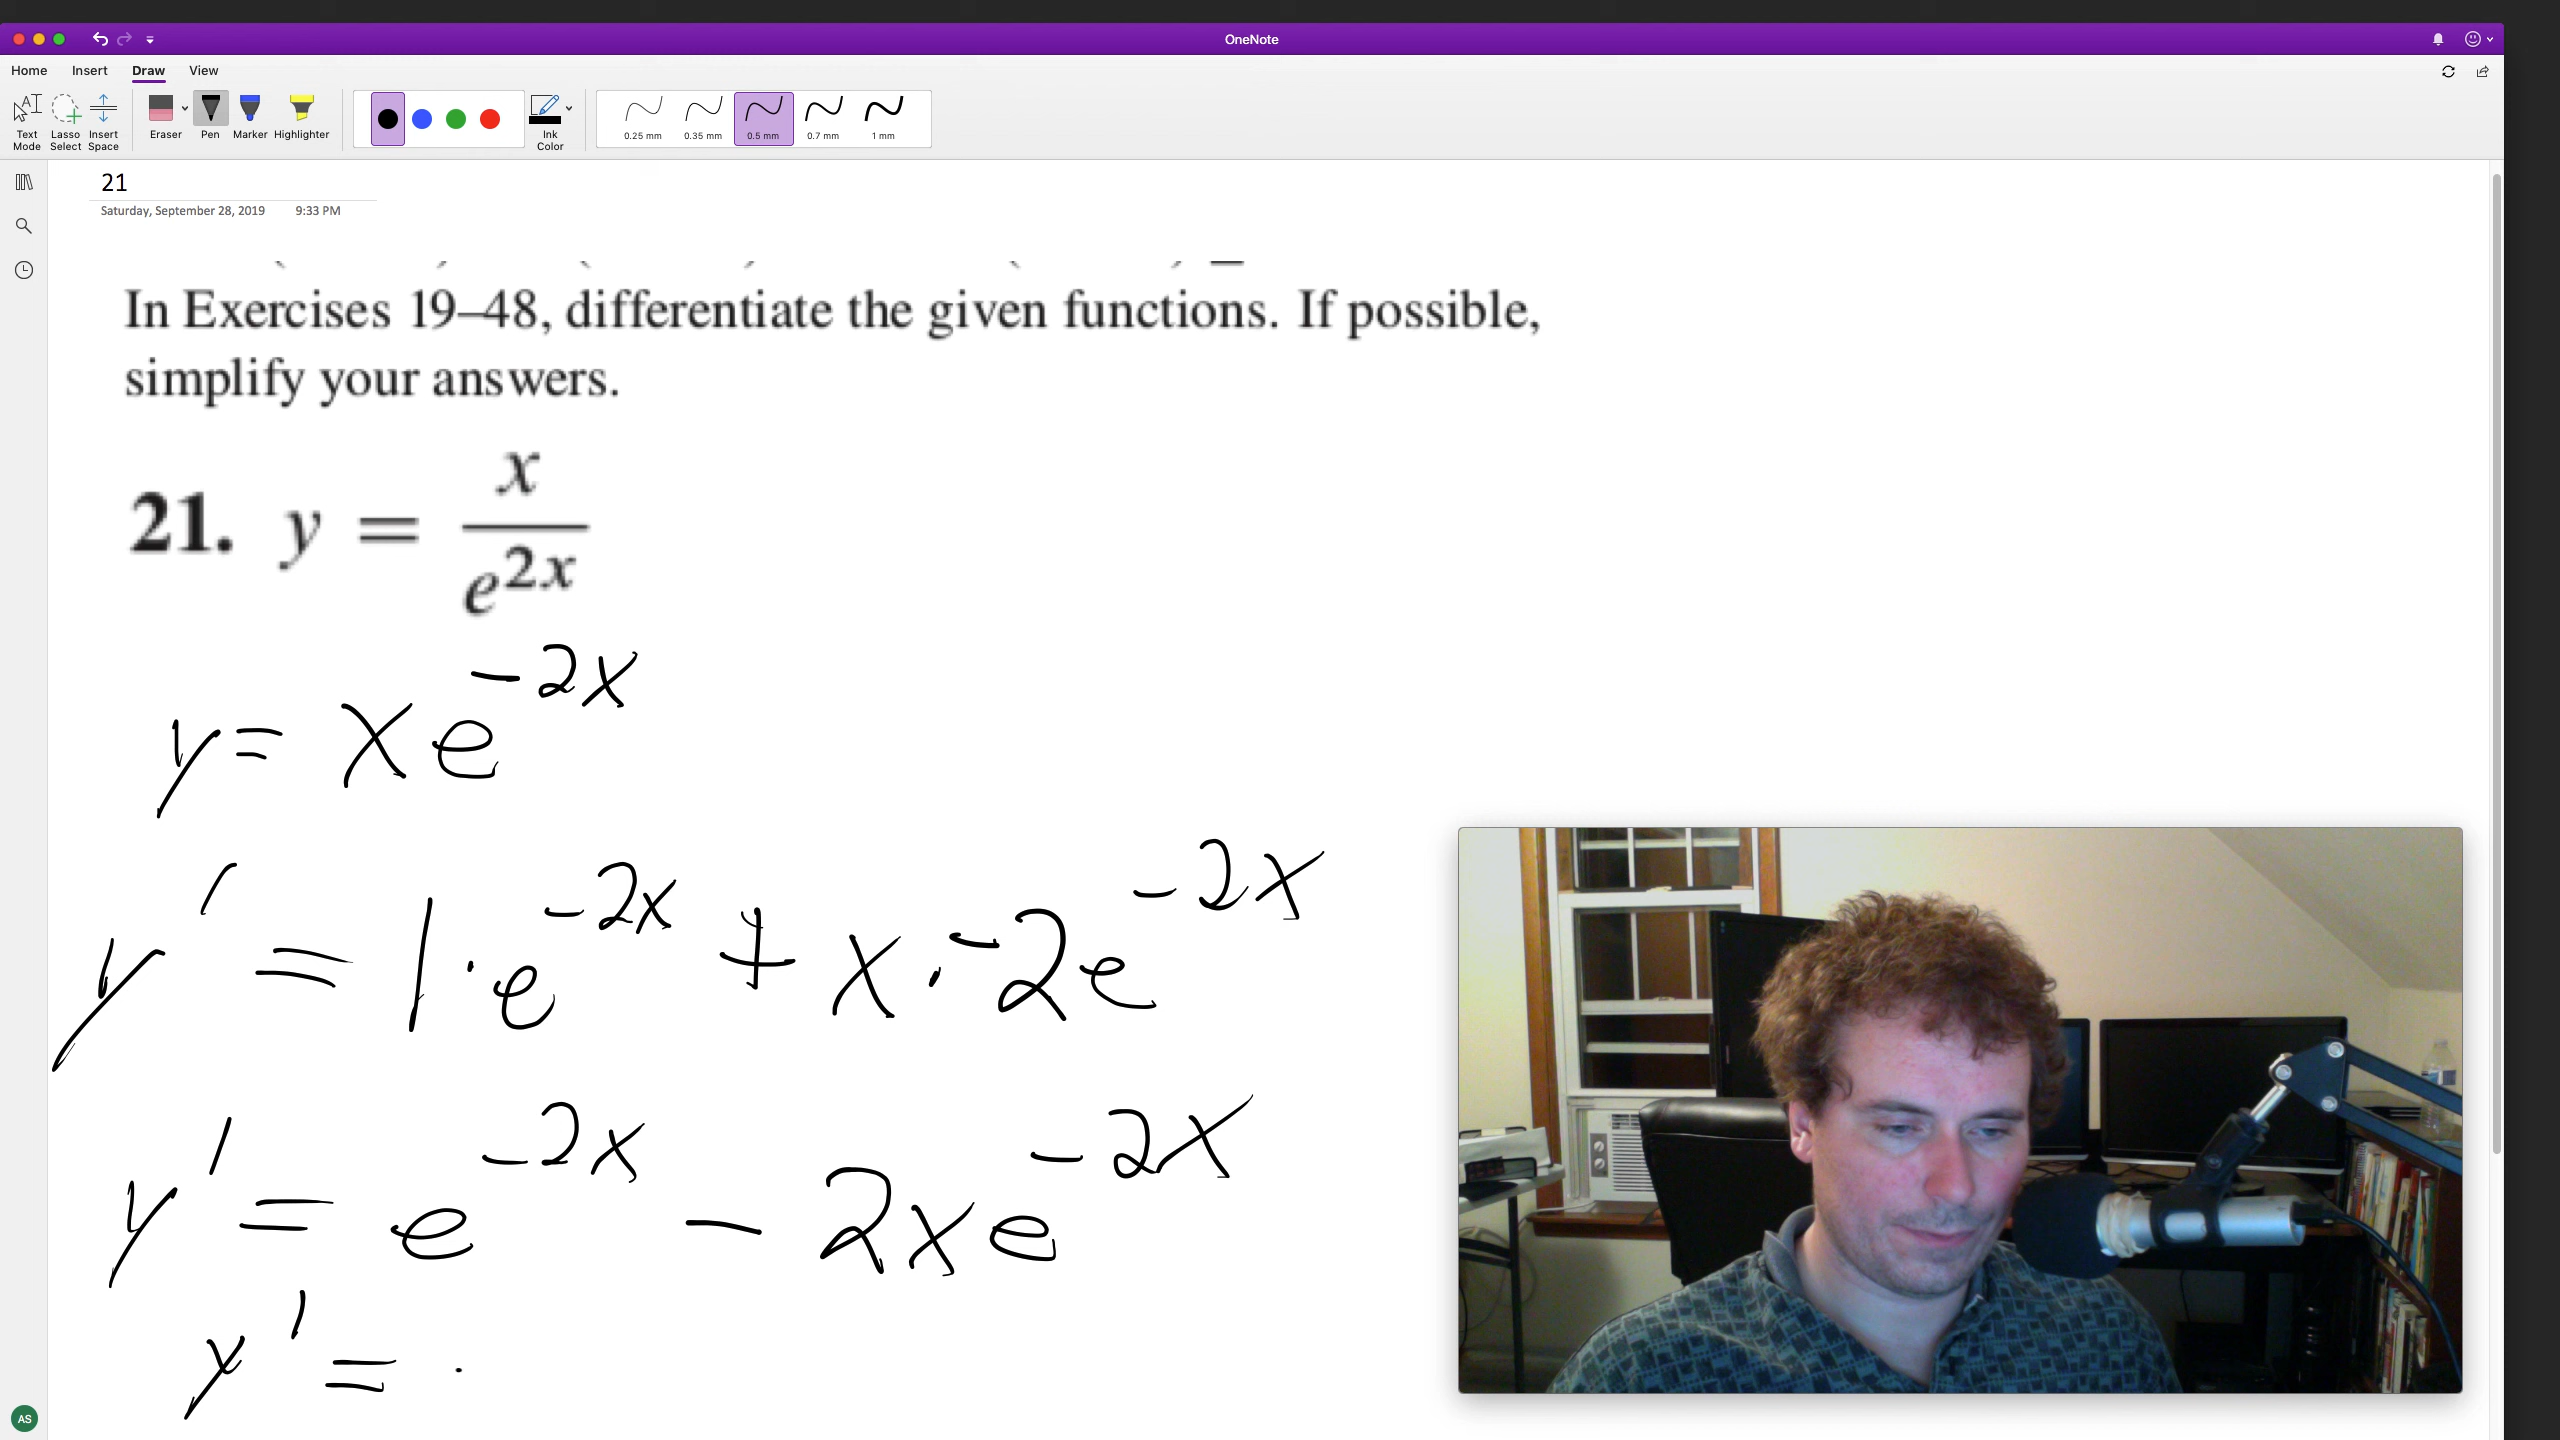 OneNote
Home Insert Draw View
Text Mode Lasso Select Insert Space Eraser Pen Marker Highlighter Ink Color 0.25 mm 0.35 mm 0.5 mm 0.7 mm 1 mm
21
Saturday, September 28, 2019 9:33 PM
In Exercises 19–48, differentiate the given functions. If possible,
simplify your answers.
21. y = x / e^{2x}
y = x e^{-2x}
y' = 1 · e^{-2x} + x · -2e^{-2x}
y' = e^{-2x} - 2xe^{-2x}
y' =
AS